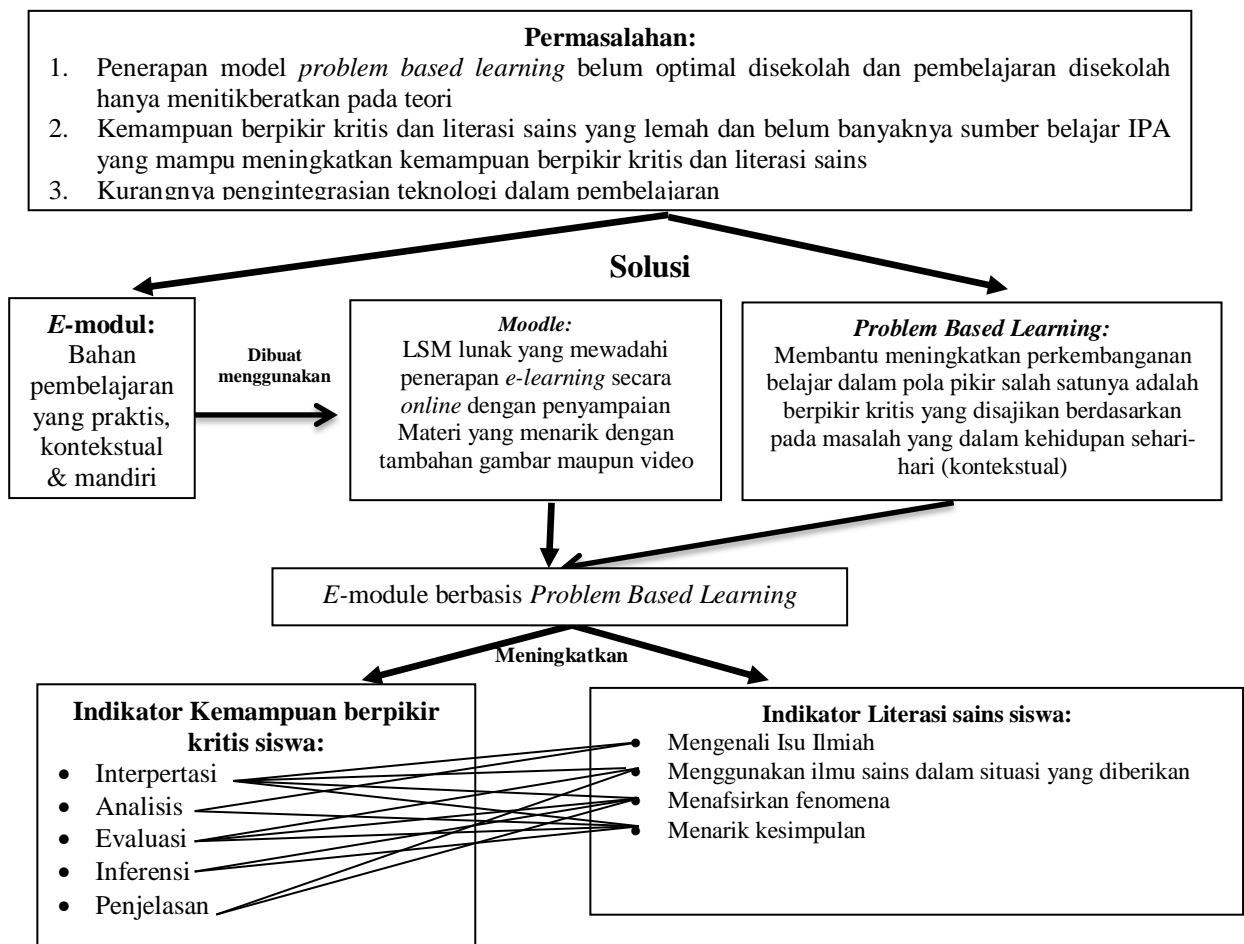 Permasalahan:
1. Penerapan model problem based learning belum optimal disekolah dan pembelajaran disekolah
hanya menitikberatkan pada teori
2. Kemampuan berpikir kritis dan literasi sains yang lemah dan belum banyaknya sumber belajar IPA
yang mampu meningkatkan kemampuan berpikir kritis dan literasi sains
3. Kurangnya pengintegrasian teknologi dalam pembelajaran
Solusi
E-modul:
Bahan
pembelajaran
yang praktis,
kontekstual
& mandiri
Dibuat
menggunakan
Moodle:
LSM lunak yang mewadahi
penerapan e-learning secara
online dengan penyampaian
Materi yang menarik dengan
tambahan gambar maupun video
Problem Based Learning:
Membantu meningkatkan perkembanganan
belajar dalam pola pikir salah satunya adalah
berpikir kritis yang disajikan berdasarkan
pada masalah yang dalam kehidupan sehari-
hari (kontekstual)
E-module berbasis Problem Based Learning
Meningkatkan
Indikator Kemampuan berpikir
kritis siswa:
• Interpertasi
• Analisis
• Evaluasi
• Inferensi
• Penjelasan
Indikator Literasi sains siswa:
• Mengenali Isu Ilmiah
• Menggunakan ilmu sains dalam situasi yang diberikan
• Menafsirkan fenomena
• Menarik kesimpulan